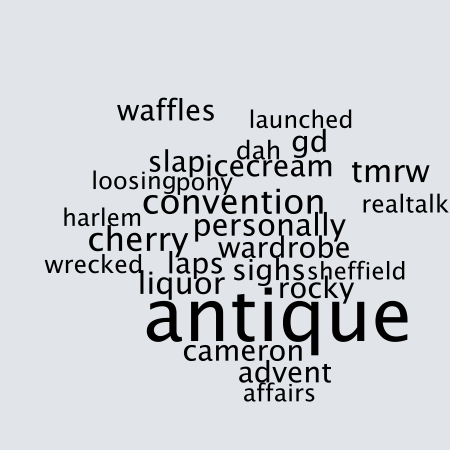 waffles
launched
dah gd
slap icecream tmrw
loosing pony
convention realtalk
harlem personally
cherry wardrobe
wrecked laps sighs sheffield
liquor rocky
antique
cameron
advent
affairs